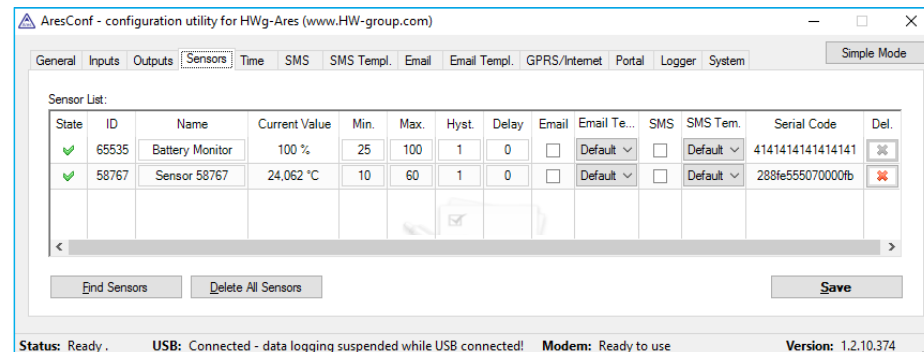 AresConf - configuration utility for HWg-Ares (www.HW-group.com)
Simple Mode
General Inputs Outputs Sensors Time SMS SMS Templ. Email Email Templ. GPRS/Internet Portal Logger System
Sensor List:
State ID Name Current Value Min. Max. Hyst. Delay Email Email Te... SMS SMS Tem. Serial Code Del.
65535 Battery Monitor 100 % 25 100 1 0 Default Default 4141414141414141
58767 Sensor 58767 24,062 °C 10 60 1 0 Default Default 288fe555070000fb
Find Sensors Delete All Sensors Save
Status: Ready . USB: Connected - data logging suspended while USB connected! Modem: Ready to use Version: 1.2.10.374